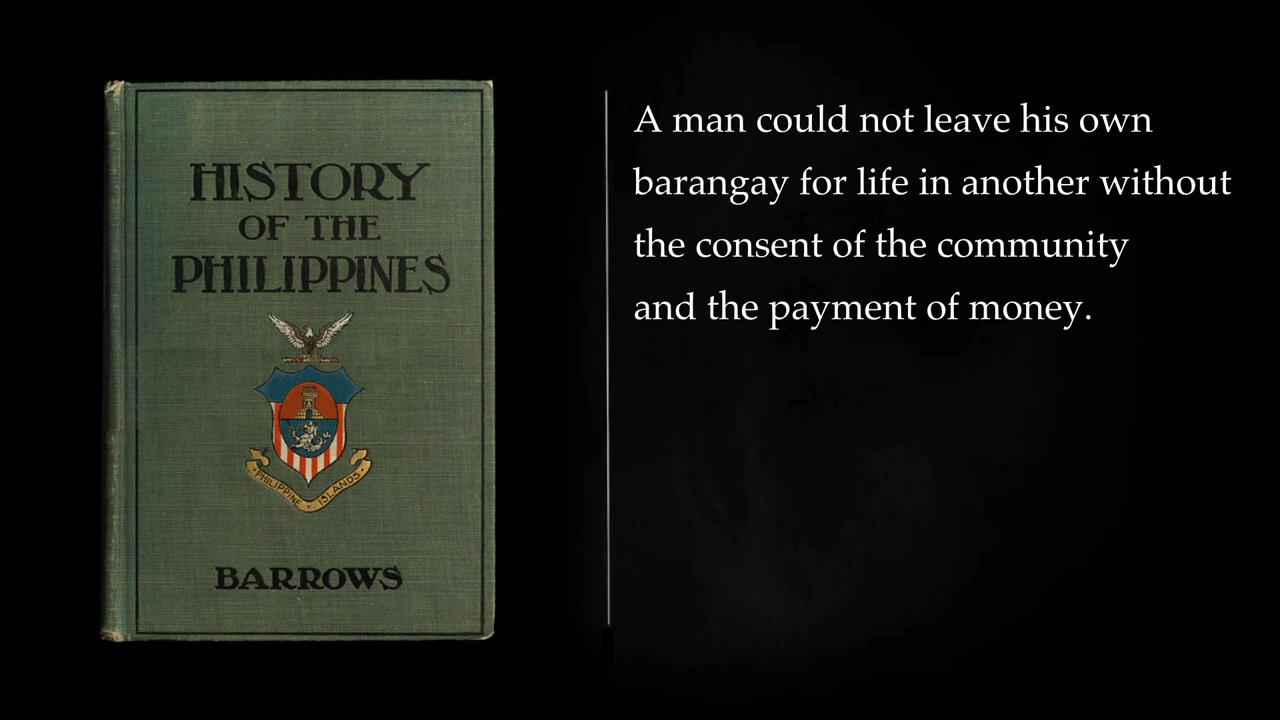 HISTORY
OF THE
PHILIPPINES
PHILIPPINE ISLANDS
BARROWS
A man could not leave his own
barangay for life in another without
the consent of the community
and the payment of money.